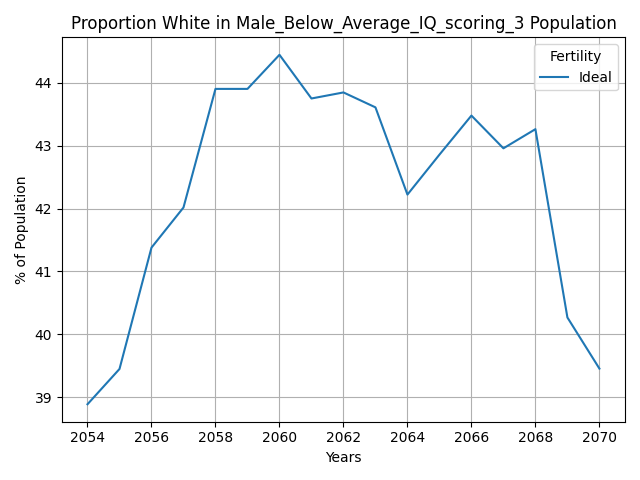 Proportion White in Male_Below_Average_IQ_scoring_3 Population
Fertility
Ideal
% of Population
44
43
42
41
40
39
2054 2056 2058 2060 2062 2064 2066 2068 2070
Years